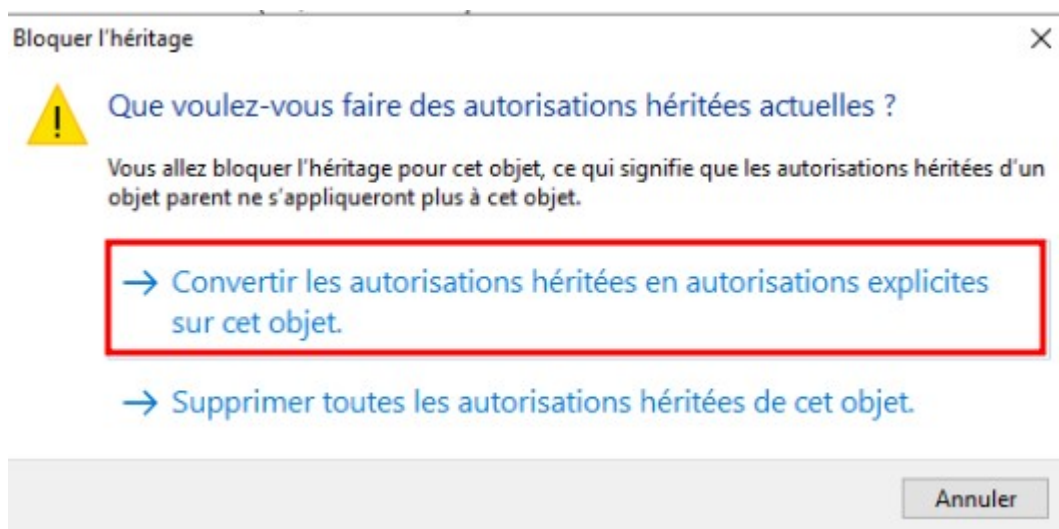 Bloquer l'héritage
Que voulez-vous faire des autorisations héritées actuelles ?
Vous allez bloquer l'héritage pour cet objet, ce qui signifie que les autorisations héritées d'un
objet parent ne s'appliqueront plus à cet objet.
Convertir les autorisations héritées en autorisations explicites
sur cet objet.
Supprimer toutes les autorisations héritées de cet objet.
Annuler